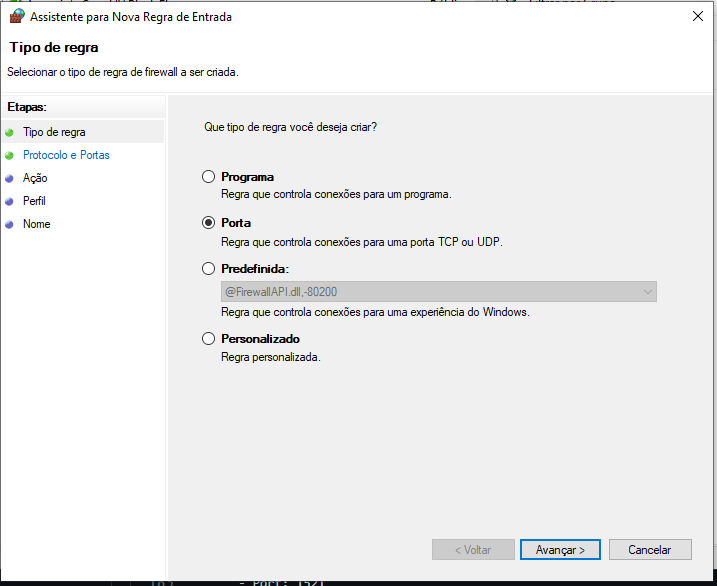 Assistente para Nova Regra de Entrada
Tipo de regra
Selecionar o tipo de regra de firewall a ser criada.
Etapas:
Tipo de regra
Protocolo e Portas
Ação
Perfil
Nome
Que tipo de regra você deseja criar?
Programa
Regra que controla conexões para um programa.
Porta
Regra que controla conexões para uma porta TCP ou UDP.
Predefinida:
@FirewallAPI.dll,-80200
Regra que controla conexões para uma experiência do Windows.
Personalizado
Regra personalizada.
< Voltar
Avançar >
Cancelar